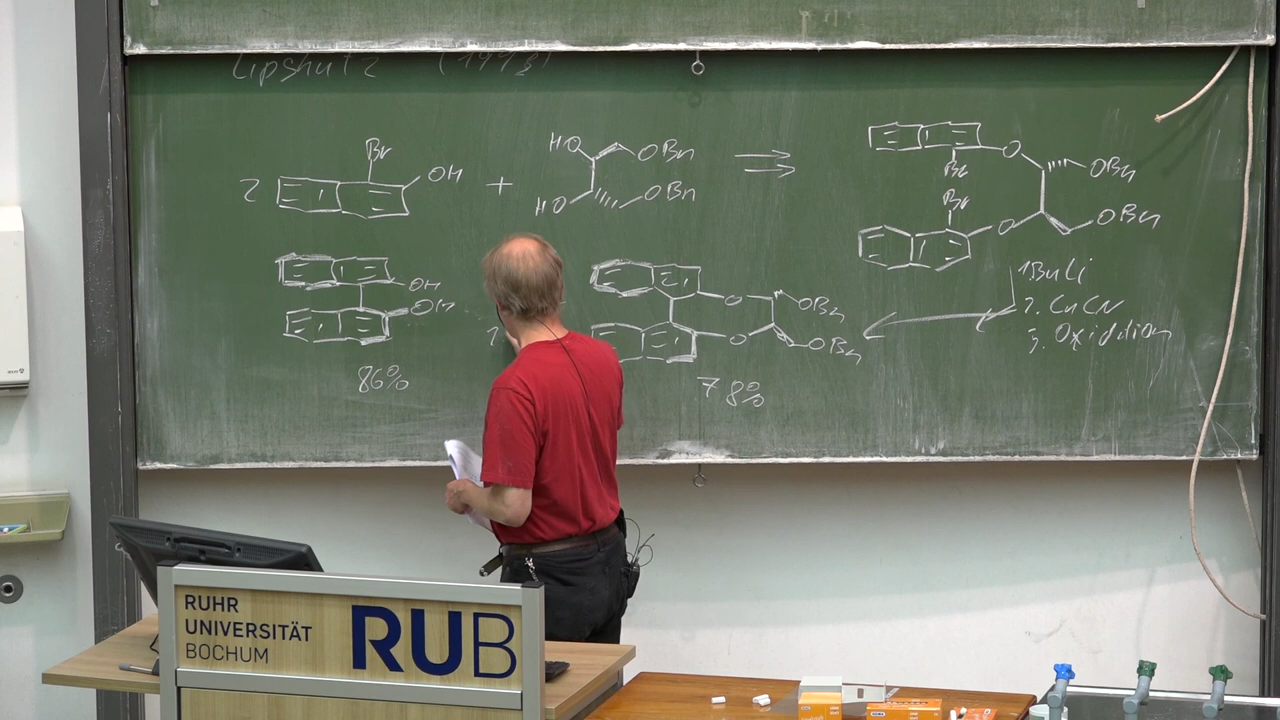 Lipshutz (1993)
Br
2
OH
+
HO
OBn
HO
OBn
O
Br
OBn
Br
O
OBn
1 BuLi
2. CuCN
3. Oxidation
OH
OH
86%
O
OBn
O
OBn
78%
RUHR
UNIVERSITÄT
BOCHUM
RUB